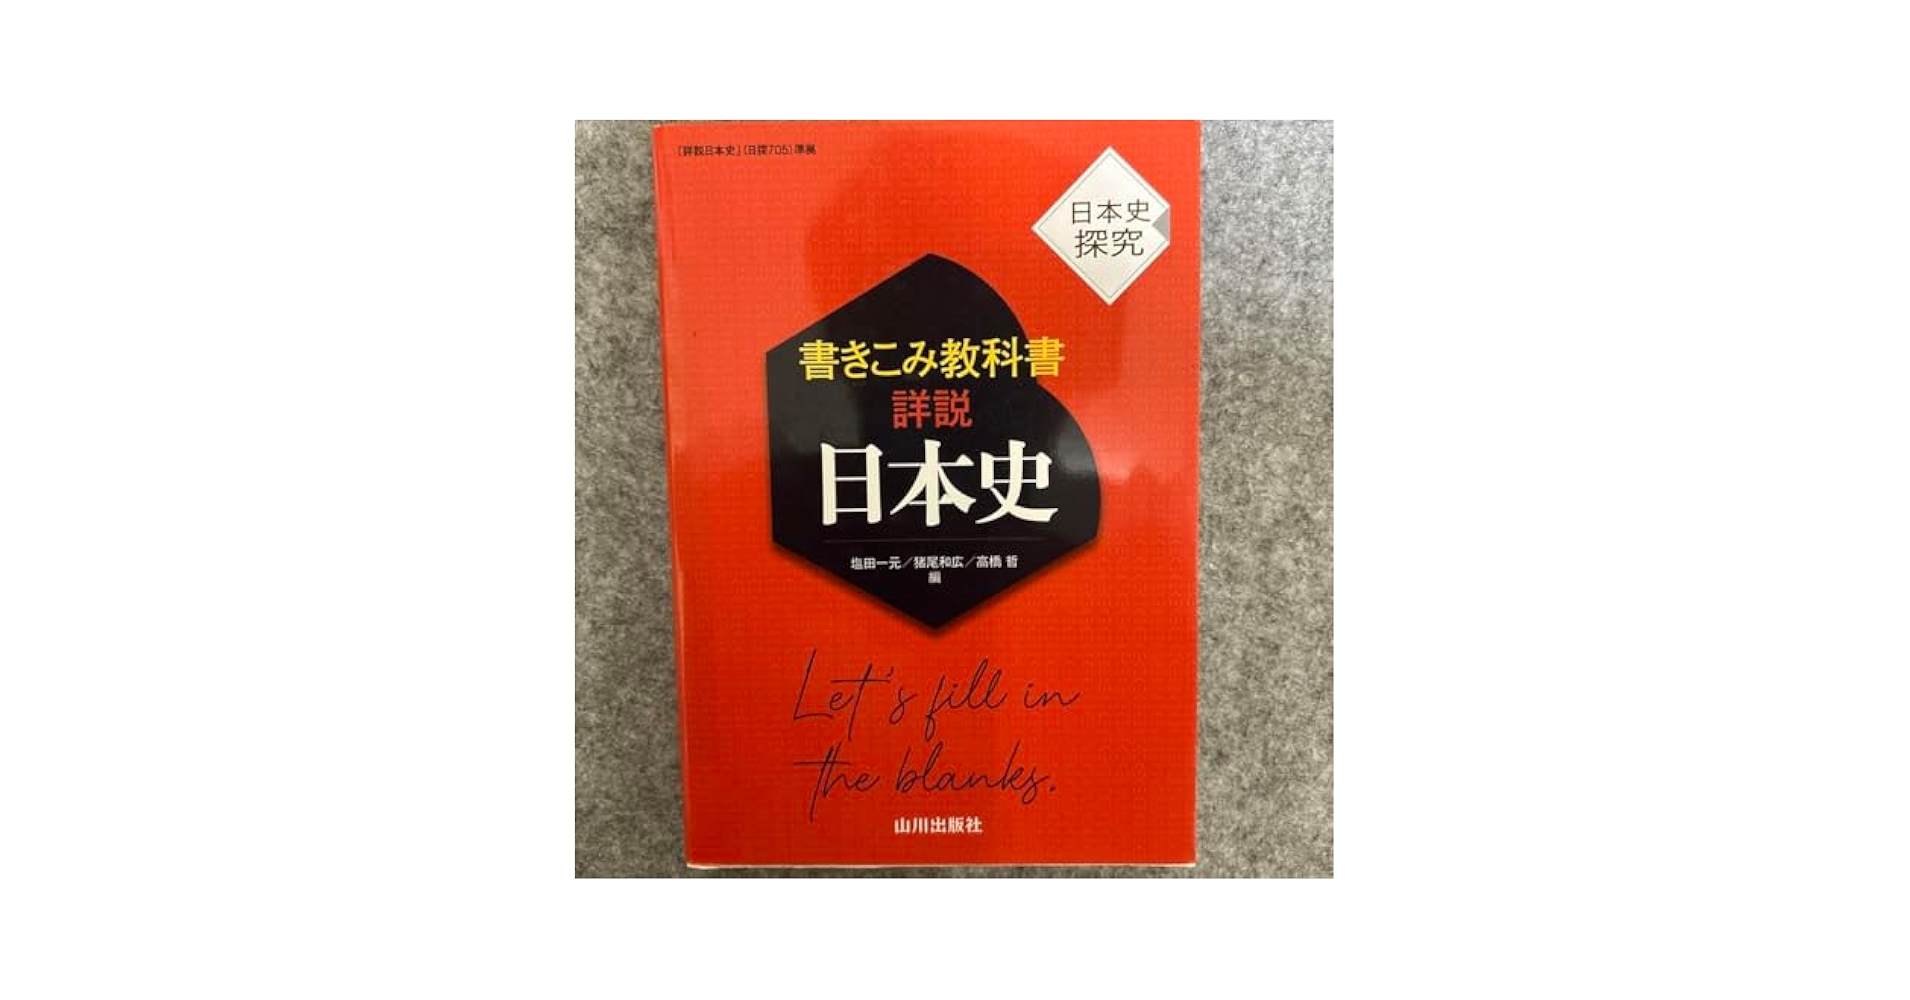 「詳説日本史」(日探705)準拠
日本史
探究
書きこみ教科書
詳説
日本史
塩田一元／猪尾和広／高橋 哲
編
Let's fill in
the blanks.
山川出版社